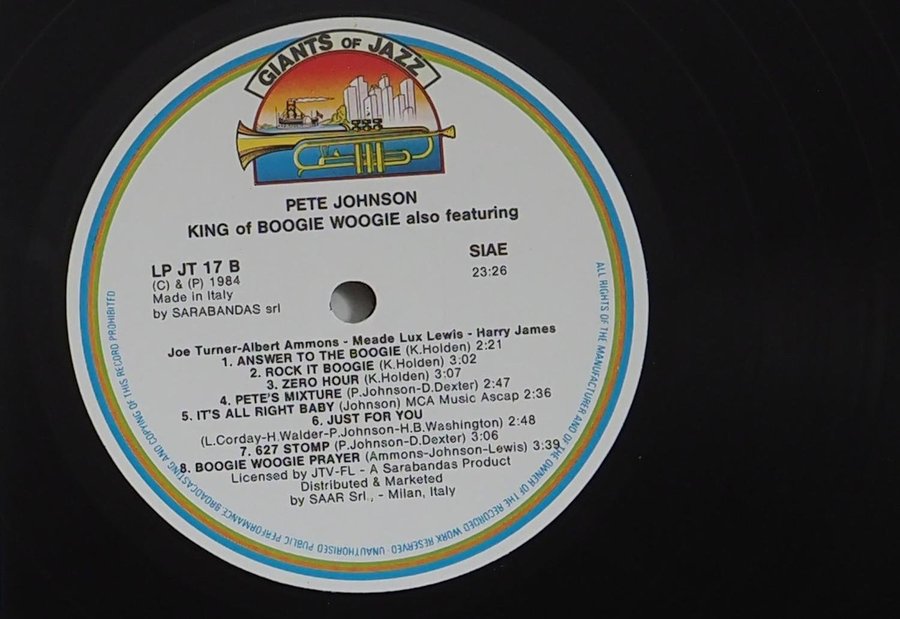 GIANTS OF JAZZ
PETE JOHNSON
KING of BOOGIE WOOGIE also featuring
LP JT 17 B
(C) & (P) 1984
Made in Italy
by SARABANDAS srl
SIAE
23:26
Joe Turner-Albert Ammons - Meade Lux Lewis - Harry James
1. ANSWER TO THE BOOGIE (K.Holden) 2:21
2. ROCK IT BOOGIE (K.Holden) 3:02
3. ZERO HOUR (K.Holden) 3:07
4. PETE'S MIXTURE (P.Johnson-D.Dexter) 2:47
5. IT'S ALL RIGHT BABY (Johnson) MCA Music Ascap 2:36
6. JUST FOR YOU
(L.Corday-H.Walder-P.Johnson-H.B.Washington) 2:48
7. 627 STOMP (P.Johnson-D.Dexter) 3:06
8. BOOGIE WOOGIE PRAYER (Ammons-Johnson-Lewis) 3:39
Licensed by JTV-FL - A Sarabandas Product
Distributed & Marketed
by SAAR Srl., - Milan, Italy
ALL RIGHTS OF THE MANUFACTURER AND OF THE OWNER OF THE RECORDED WORK RESERVED - UNAUTHORISED PUBLIC PERFORMANCE BROADCASTING AND COPYING OF THIS RECORD PROHIBITED